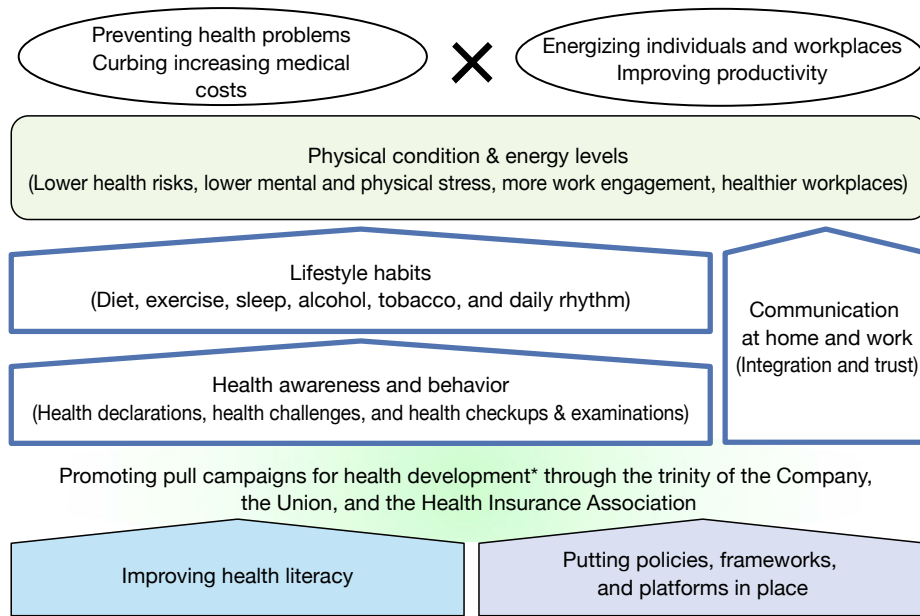 Preventing health problems
Curbing increasing medical
costs
Energizing individuals and workplaces
Improving productivity
Physical condition & energy levels
(Lower health risks, lower mental and physical stress, more work engagement, healthier workplaces)
Lifestyle habits
(Diet, exercise, sleep, alcohol, tobacco, and daily rhythm)
Communication
at home and work
(Integration and trust)
Health awareness and behavior
(Health declarations, health challenges, and health checkups & examinations)
Promoting pull campaigns for health development* through the trinity of the Company,
the Union, and the Health Insurance Association
Improving health literacy
Putting policies, frameworks,
and platforms in place